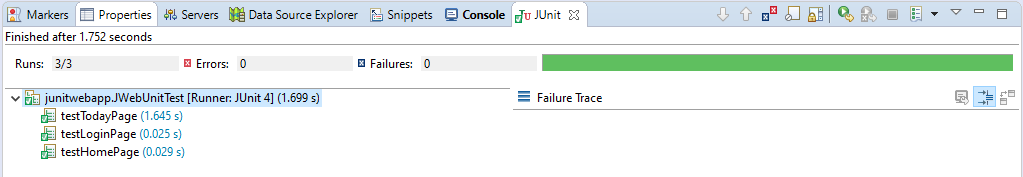 Markers Properties Servers Data Source Explorer Snippets Console JUnit
Finished after 1.752 seconds
Runs: 3/3 Errors: 0 Failures: 0
junitwebapp.JWebUnitTest [Runner: JUnit 4] (1.699 s) Failure Trace
testTodayPage (1.645 s)
testLoginPage (0.025 s)
testHomePage (0.029 s)